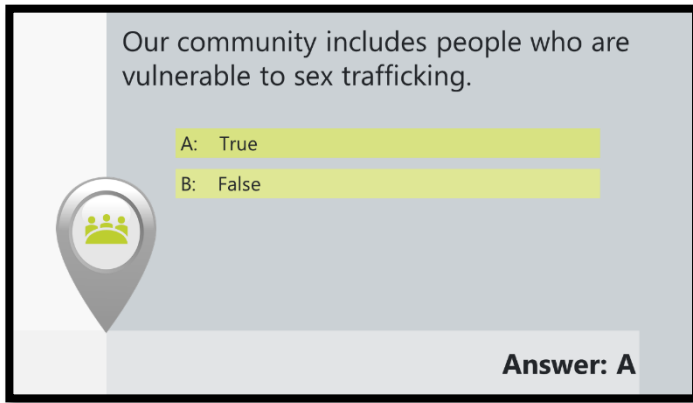 Our community includes people who are
vulnerable to sex trafficking.
A: True
B: False
Answer: A